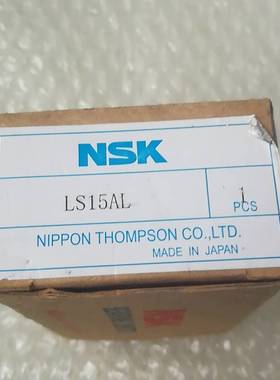 NSK
LS15AL
1
PCS
NIPPON THOMPSON CO.,LTD.
MADE IN JAPAN